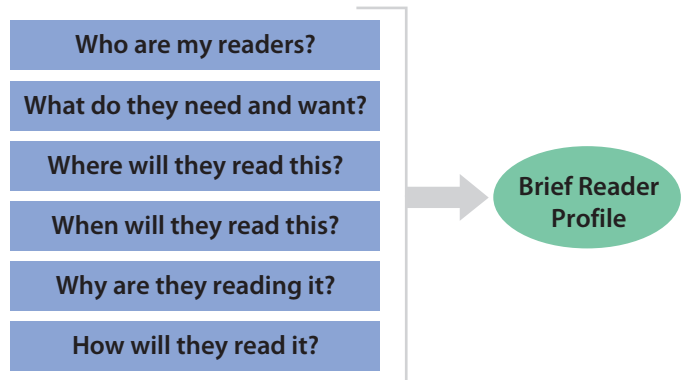 Who are my readers?
What do they need and want?
Where will they read this?
When will they read this?
Why are they reading it?
How will they read it?
Brief Reader
Profile